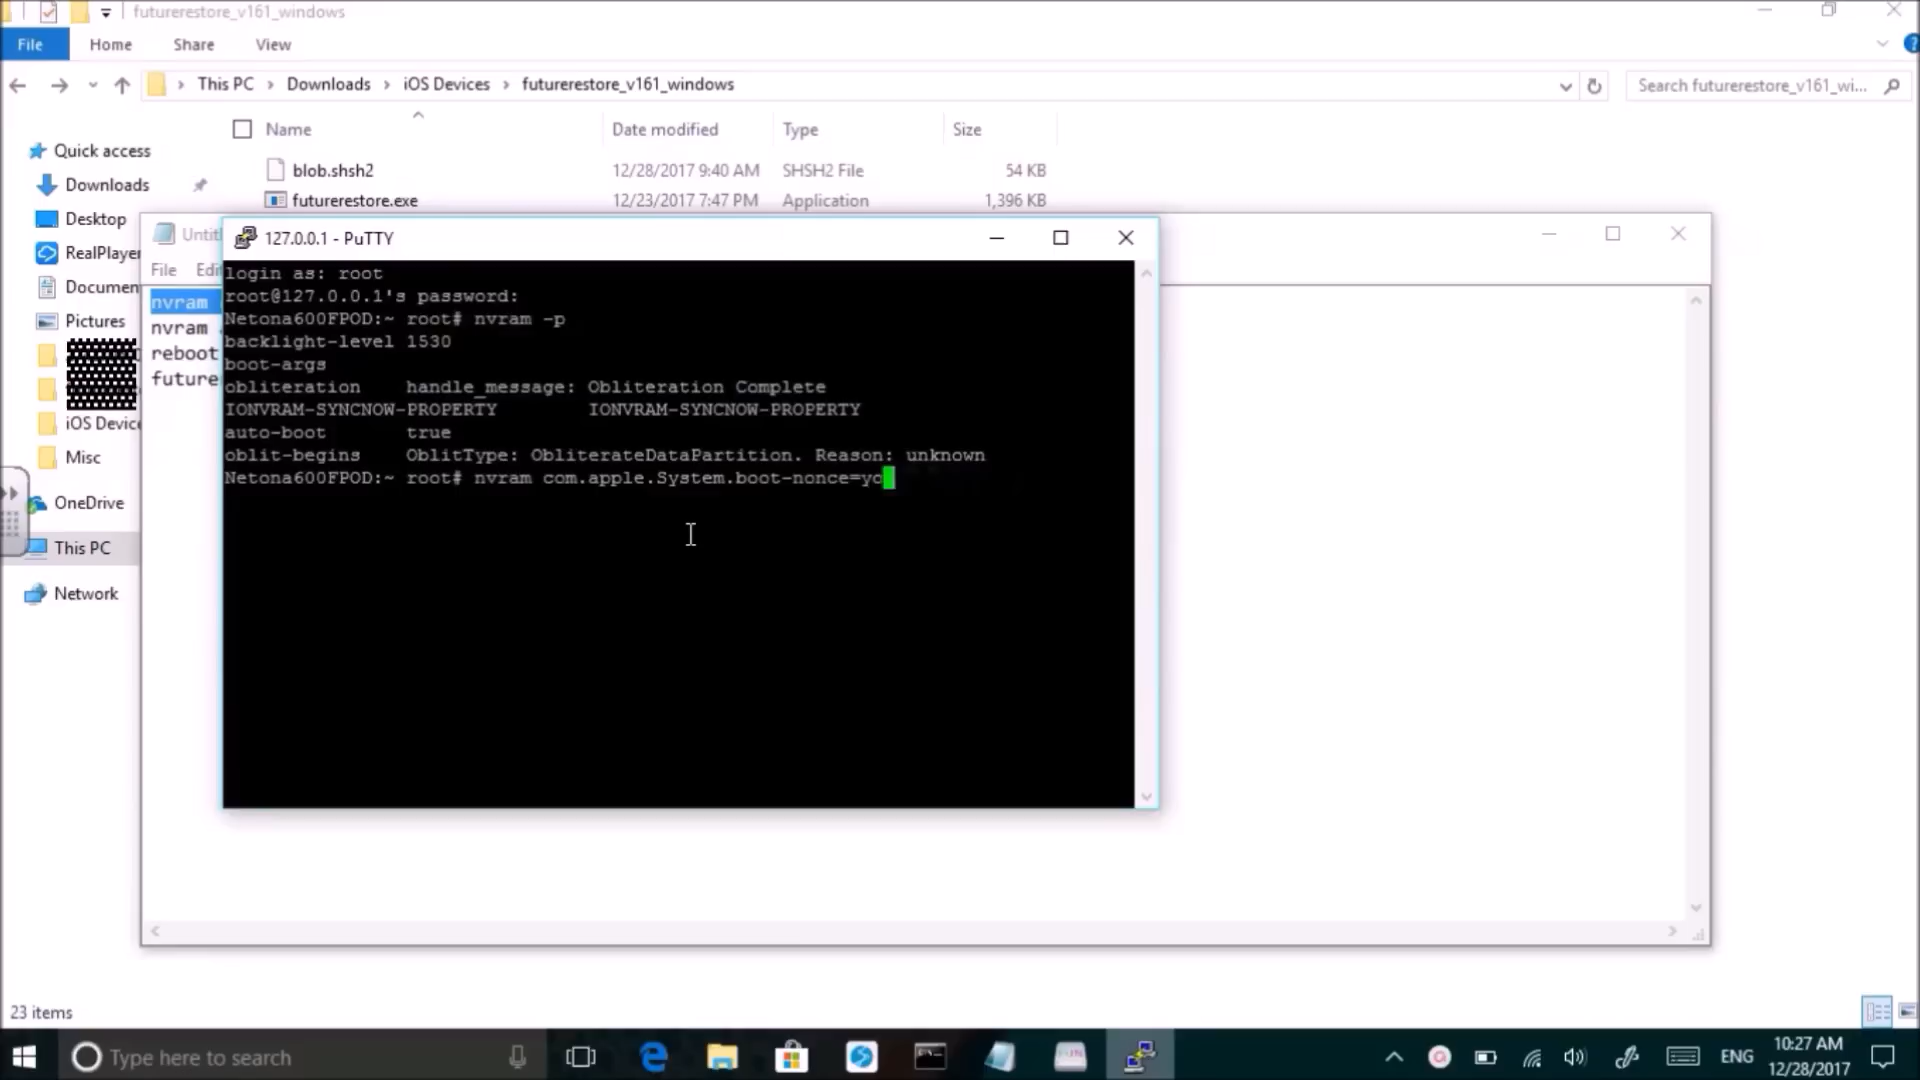 futurerestore_v161_windows
File Home Share View
This PC Downloads iOS Devices futurerestore_v161_windows Search futurerestore_v161_wi...
Name Date modified Type Size
Quick access
Downloads
Desktop
RealPlayer
Documen
Pictures
iOS Device
Misc
OneDrive
This PC
Network
blob.shsh2 12/28/2017 9:40 AM SHSH2 File 54 KB
futurerestore.exe 12/23/2017 7:47 PM Application 1,396 KB
Untitl
File Edi
nvram
nvram
reboot
future
127.0.0.1 - PuTTY
login as: root
root@127.0.0.1's password:
Netona600FPOD:~ root# nvram -p
backlight-level 1530
boot-args
obliteration handle_message: Obliteration Complete
IONVRAM-SYNCNOW-PROPERTY IONVRAM-SYNCNOW-PROPERTY
auto-boot true
oblit-begins OblitType: ObliterateDataPartition. Reason: unknown
Netona600FPOD:~ root# nvram com.apple.System.boot-nonce=yo
23 items
Type here to search
ENG
10:27 AM
12/28/2017